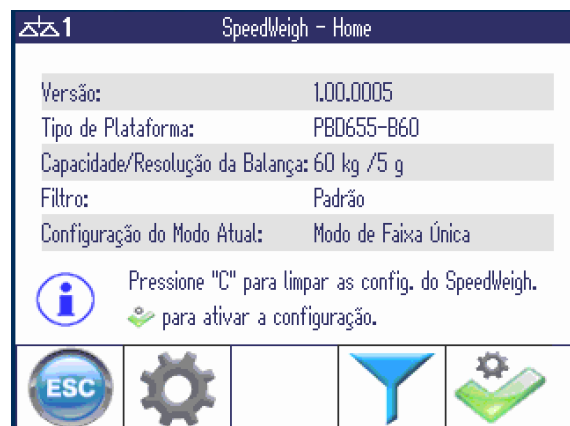 1 SpeedWeigh - Home
Versão: 1.00.0005
Tipo de Plataforma: PBD655-B60
Capacidade/Resolução da Balança: 60 kg /5 g
Filtro: Padrão
Configuração do Modo Atual: Modo de Faixa Única
Pressione "C" para limpar as config. do SpeedWeigh.
para ativar a configuração.
ESC